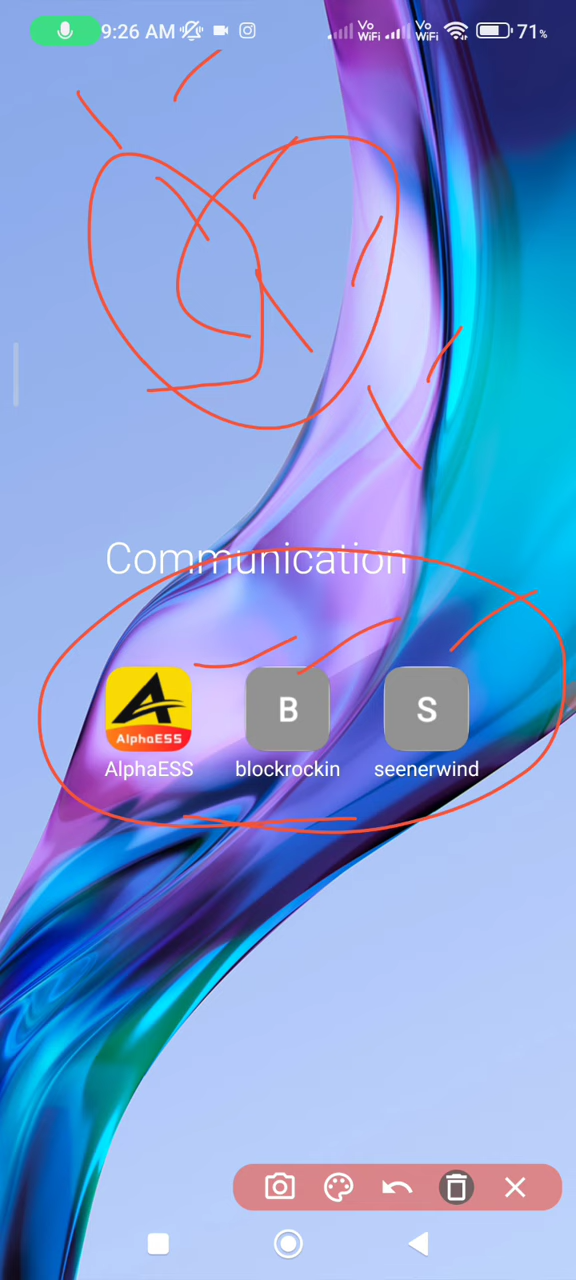 9:26 AM Vo WiFi Vo WiFi 71%
Communication
AlphaESS B S
AlphaESS blockrockin seenerwind